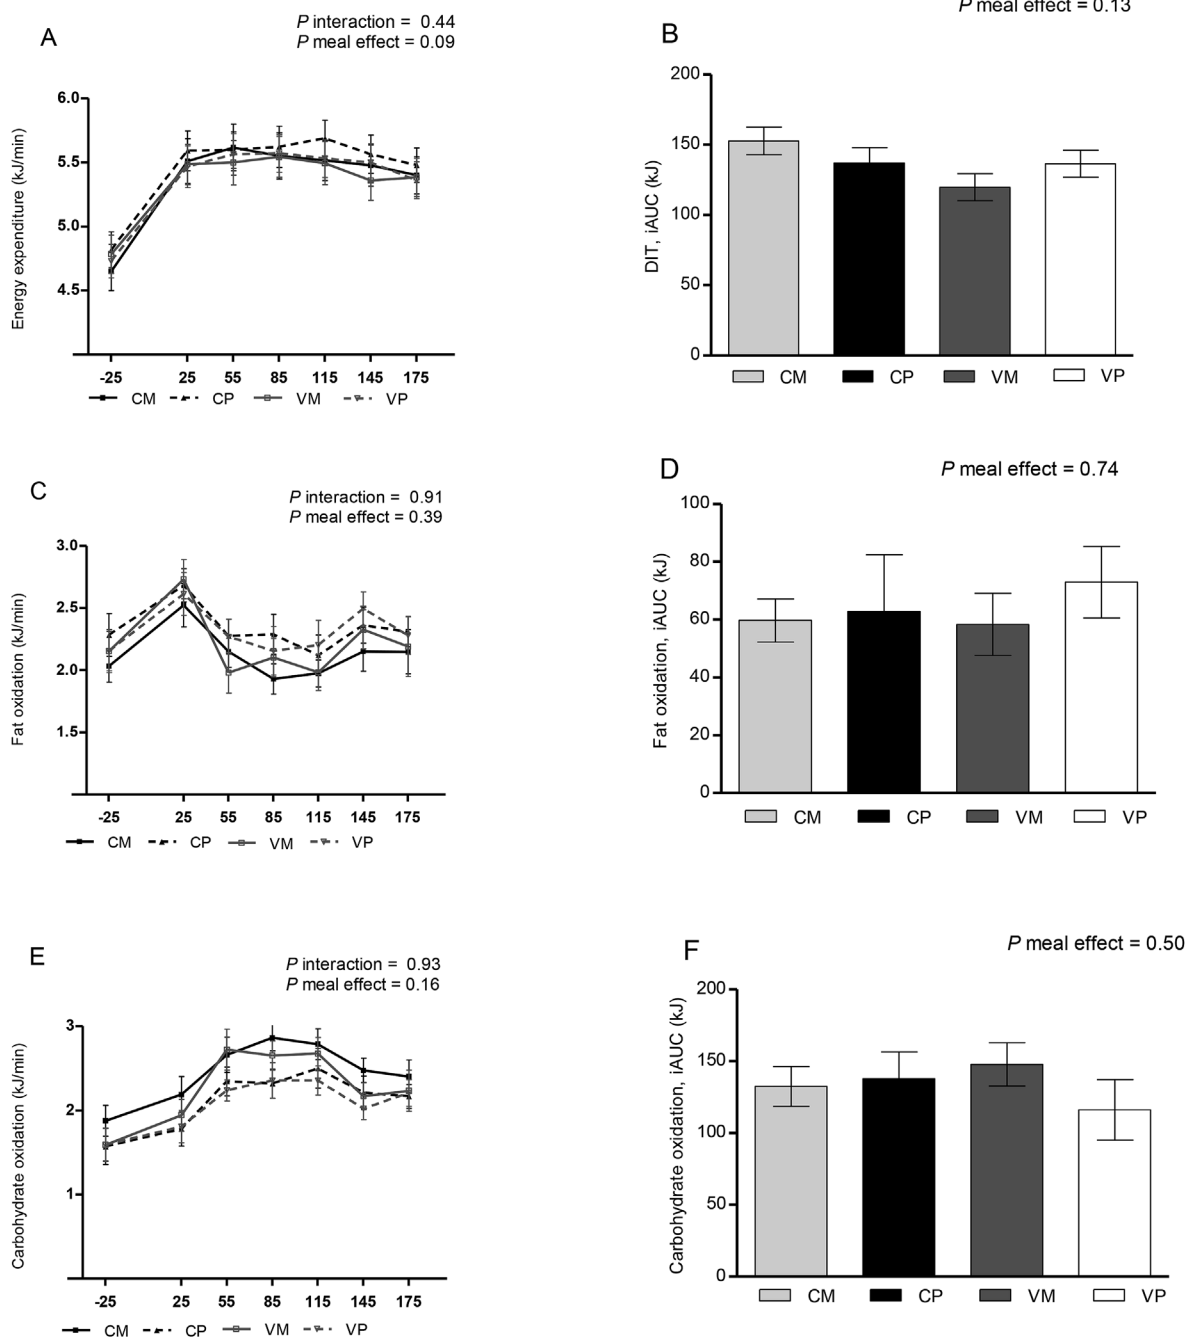 A
P interaction = 0.44
P meal effect = 0.09
Energy expenditure (kJ/min)
6.0
5.5
5.0
4.5
-25 25 55 85 115 145 175
CM CP VM VP
P meal effect = 0.13
B
DIT, iAUC (kJ)
200
150
100
50
0
CM CP VM VP
C
P interaction = 0.91
P meal effect = 0.39
Fat oxidation (kJ/min)
3.0
2.5
2.0
1.5
-25 25 55 85 115 145 175
CM CP VM VP
D
P meal effect = 0.74
Fat oxidation, iAUC (kJ)
100
80
60
40
20
0
CM CP VM VP
E
P interaction = 0.93
P meal effect = 0.16
Carbohydrate oxidation (kJ/min)
3
2
1
-25 25 55 85 115 145 175
CM CP VM VP
F
P meal effect = 0.50
Carbohydrate oxidation, iAUC (kJ)
200
150
100
50
0
CM CP VM VP